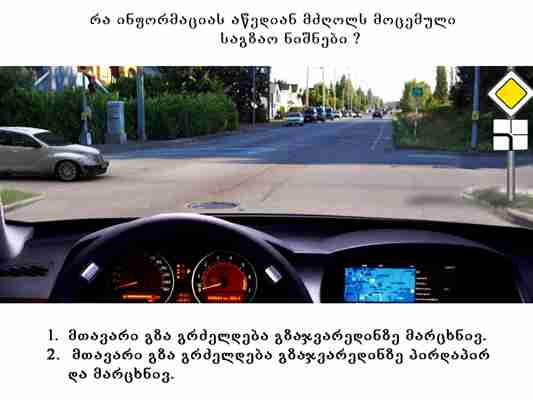 რა ინფორმაციას აწვდიან მძღოლს მოცემული
საგზაო ნიშნები ?
1. მთავარი გზა გრძელდება გზაჯვარედინზე მარცხნივ.
2. მთავარი გზა გრძელდება გზაჯვარედინზე პირდაპირ
და მარცხნივ.